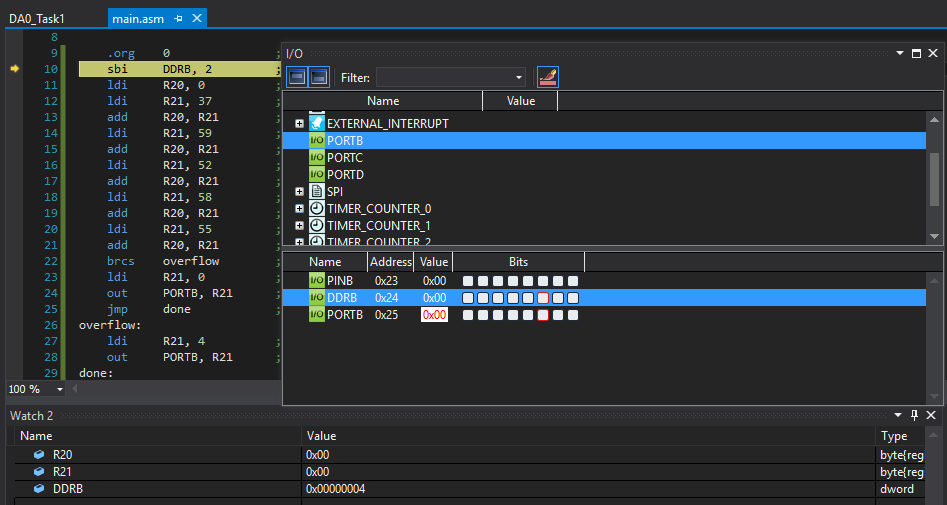 DA0_Task1 main.asm
8
9 .org 0 ;
10 sbi DDRB, 2 ;
11 ldi R20, 0 ;
12 ldi R21, 37 ;
13 add R20, R21 ;
14 ldi R21, 59 ;
15 add R20, R21 ;
16 ldi R21, 52 ;
17 add R20, R21 ;
18 ldi R21, 58 ;
19 add R20, R21 ;
20 ldi R21, 55 ;
21 add R20, R21 ;
22 brcs overflow ;
23 ldi R21, 0 ;
24 out PORTB, R21 ;
25 jmp done ;
26 overflow:
27 ldi R21, 4 ;
28 out PORTB, R21 ;
29 done:
100 %
I/O
Filter:
Name Value
EXTERNAL_INTERRUPT
I/O PORTB
I/O PORTC
I/O PORTD
SPI
TIMER_COUNTER_0
TIMER_COUNTER_1
TIMER_COUNTER_2
Name Address Value Bits
I/O PINB 0x23 0x00
I/O DDRB 0x24 0x00
I/O PORTB 0x25 0x00
Watch 2
Name Value Type
R20 0x00 byte{reg
R21 0x00 byte{reg
DDRB 0x00000004 dword